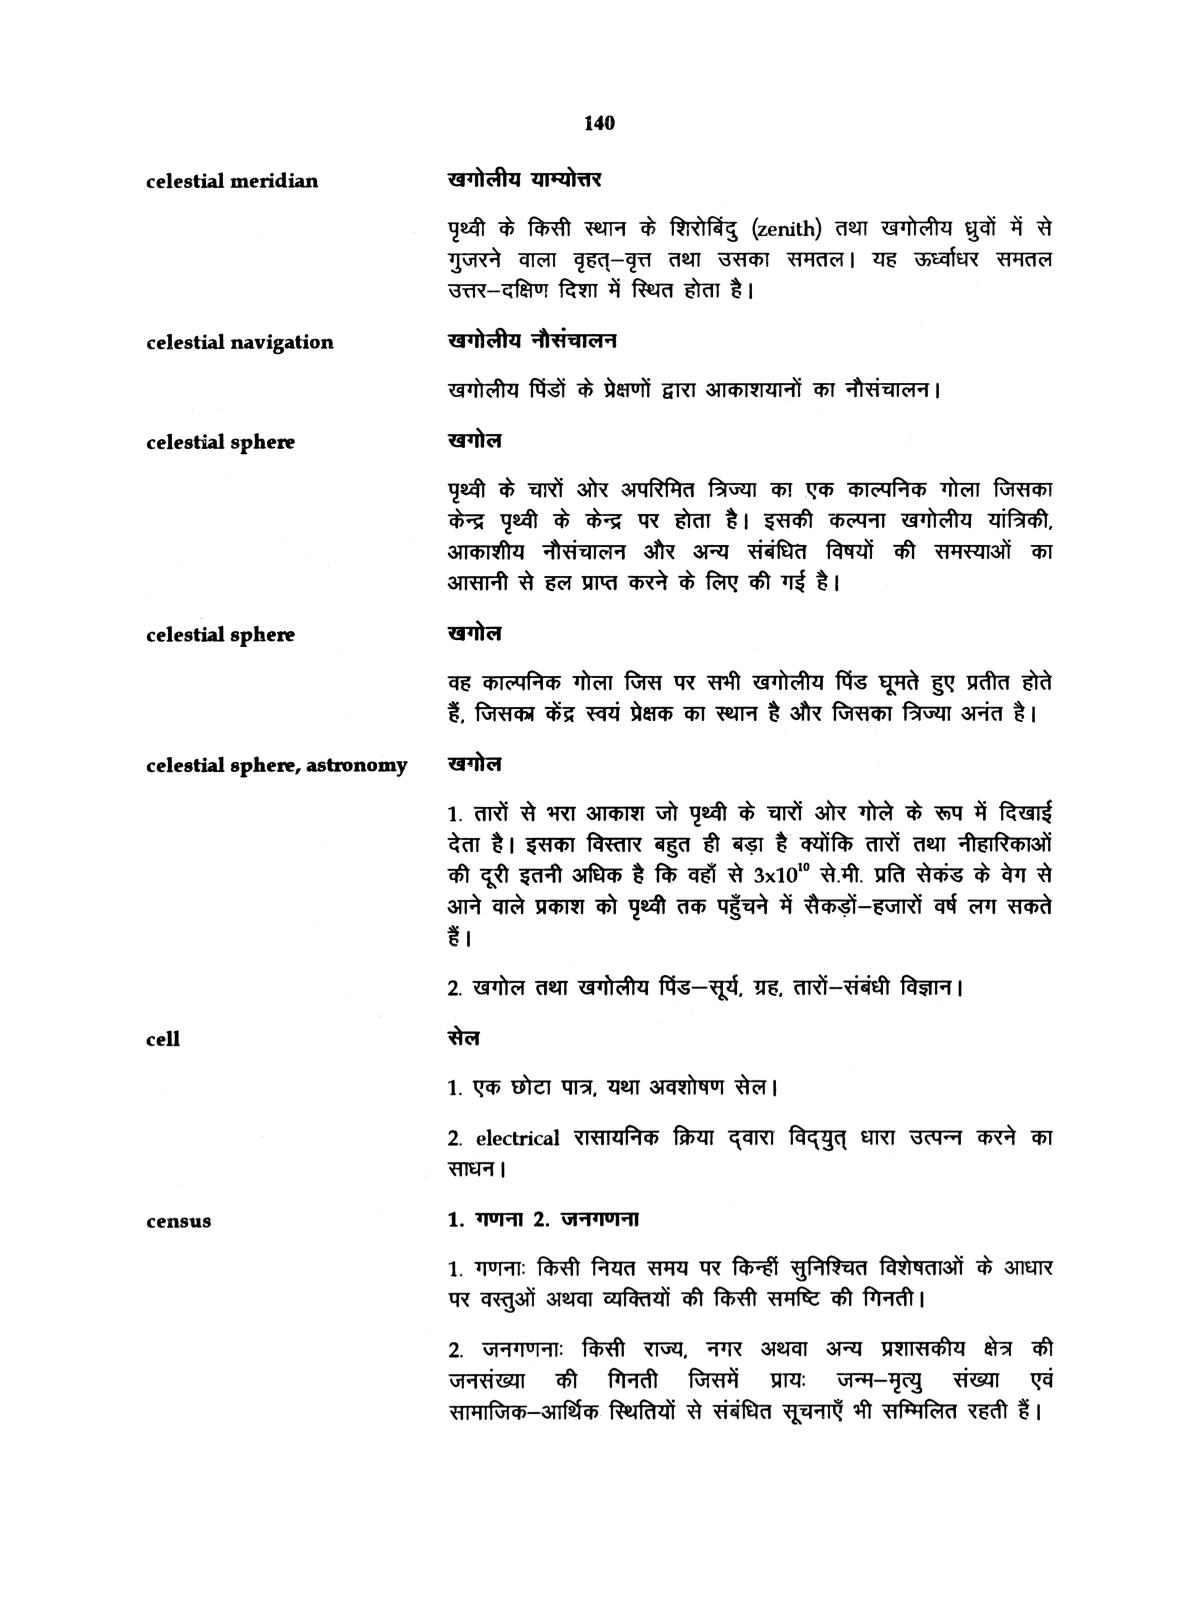 140
celestial meridian खगोलीय याम्योत्तर
पृथ्वी के किसी स्थान के शिरोबिंदु (zenith) तथा खगोलीय ध्रुवों में से
गुजरने वाला वृहत्–वृत्त तथा उसका समतल। यह ऊर्ध्वाधर समतल
उत्तर–दक्षिण दिशा में स्थित होता है।
celestial navigation खगोलीय नौसंचालन
खगोलीय पिंडों के प्रेक्षणों द्वारा आकाशयानों का नौसंचालन।
celestial sphere खगोल
पृथ्वी के चारों ओर अपरिमित त्रिज्या का एक काल्पनिक गोला जिसका
केन्द्र पृथ्वी के केन्द्र पर होता है। इसकी कल्पना खगोलीय यांत्रिकी,
आकाशीय नौसंचालन और अन्य संबंधित विषयों की समस्याओं का
आसानी से हल प्राप्त करने के लिए की गई है।
celestial sphere खगोल
वह काल्पनिक गोला जिस पर सभी खगोलीय पिंड घूमते हुए प्रतीत होते
हैं, जिसका केंद्र स्वयं प्रेक्षक का स्थान है और जिसका त्रिज्या अनंत है।
celestial sphere, astronomy खगोल
1. तारों से भरा आकाश जो पृथ्वी के चारों ओर गोले के रूप में दिखाई
देता है। इसका विस्तार बहुत ही बड़ा है क्योंकि तारों तथा नीहारिकाओं
की दूरी इतनी अधिक है कि वहाँ से 3x10¹⁰ से.मी. प्रति सेकंड के वेग से
आने वाले प्रकाश को पृथ्वी तक पहुँचने में सैकड़ों–हजारों वर्ष लग सकते
हैं।
2. खगोल तथा खगोलीय पिंड–सूर्य, ग्रह, तारों–संबंधी विज्ञान।
cell सेल
1. एक छोटा पात्र, यथा अवशोषण सेल।
2. electrical रासायनिक क्रिया द्‌वारा विद्‌युत् धारा उत्पन्न करने का
साधन।
census 1. गणना 2. जनगणना
1. गणनाः किसी नियत समय पर किन्हीं सुनिश्चित विशेषताओं के आधार
पर वस्तुओं अथवा व्यक्तियों की किसी समष्टि की गिनती।
2. जनगणनाः किसी राज्य, नगर अथवा अन्य प्रशासकीय क्षेत्र की
जनसंख्या की गिनती जिसमें प्रायः जन्म–मृत्यु संख्या एवं
सामाजिक–आर्थिक स्थितियों से संबंधित सूचनाएँ भी सम्मिलित रहती हैं।